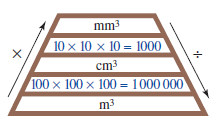 mm³
× 10 × 10 × 10 = 1000 ÷
cm³
100 × 100 × 100 = 1 000 000
m³